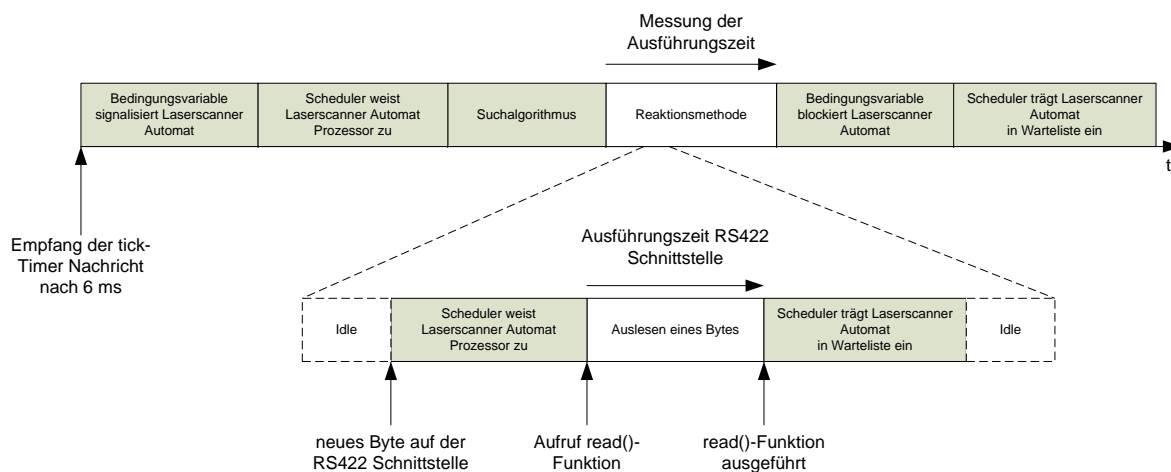 Messung der
Ausführungszeit
Bedingungsvariable
signalisiert Laserscanner
Automat
Scheduler weist
Laserscanner Automat
Prozessor zu
Suchalgorithmus
Reaktionsmethode
Bedingungsvariable
blockiert Laserscanner
Automat
Scheduler trägt Laserscanner
Automat
in Warteliste ein
t
Empfang der tick-
Timer Nachricht
nach 6 ms
Ausführungszeit RS422
Schnittstelle
Idle
Scheduler weist
Laserscanner Automat
Prozessor zu
Auslesen eines Bytes
Scheduler trägt Laserscanner
Automat
in Warteliste ein
Idle
neues Byte auf der
RS422 Schnittstelle
Aufruf read()-
Funktion
read()-Funktion
ausgeführt